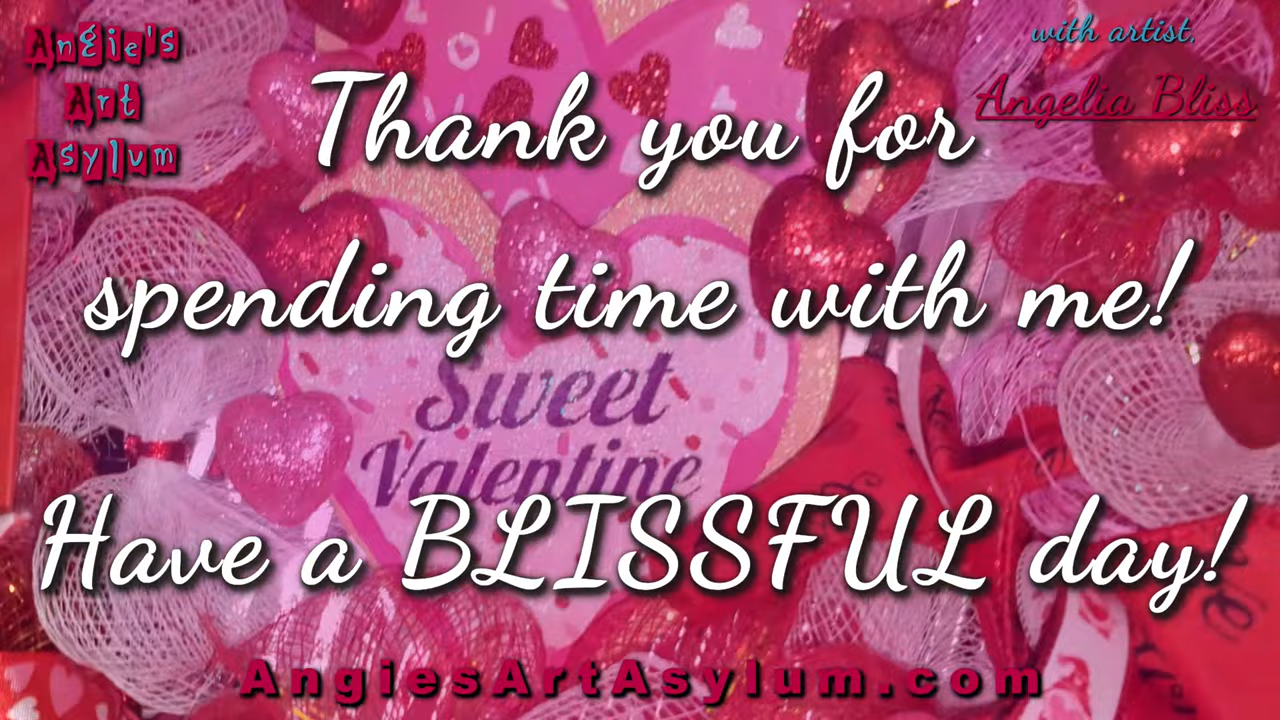 Angie's
Art
Asylum
with artist,
Angelia Bliss
Thank you for
spending time with me!
Sweet
Valentine
Have a BLISSFUL day!
AngiesArtAsylum.com